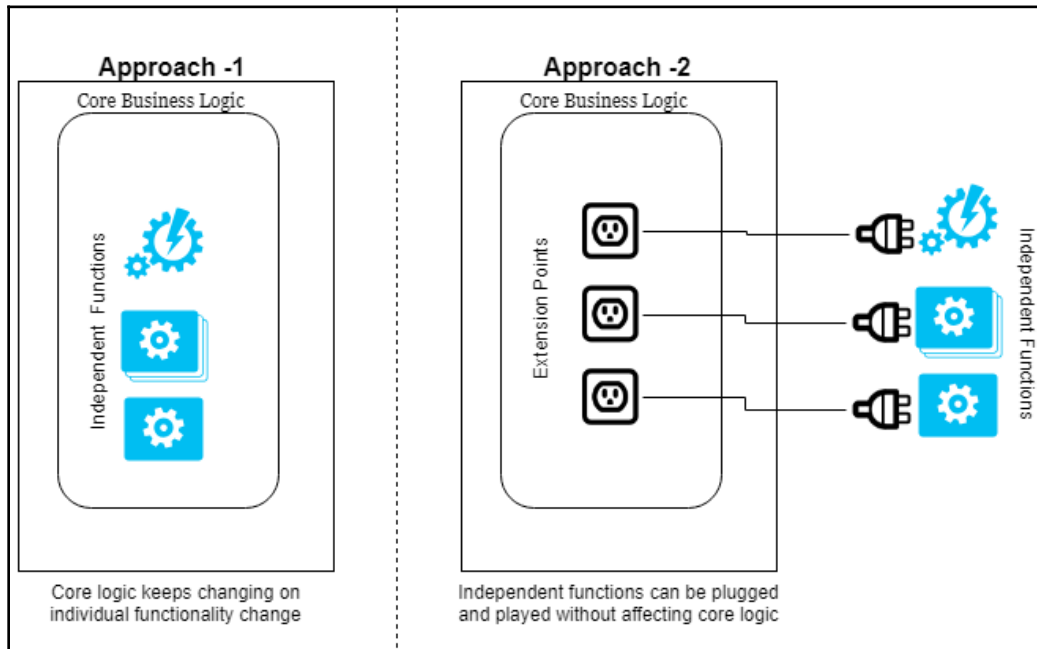 Approach -1
Core Business Logic
Independent Functions
Core logic keeps changing on
individual functionality change
Approach -2
Core Business Logic
Extension Points
Independent Functions
Independent functions can be plugged
and played without affecting core logic